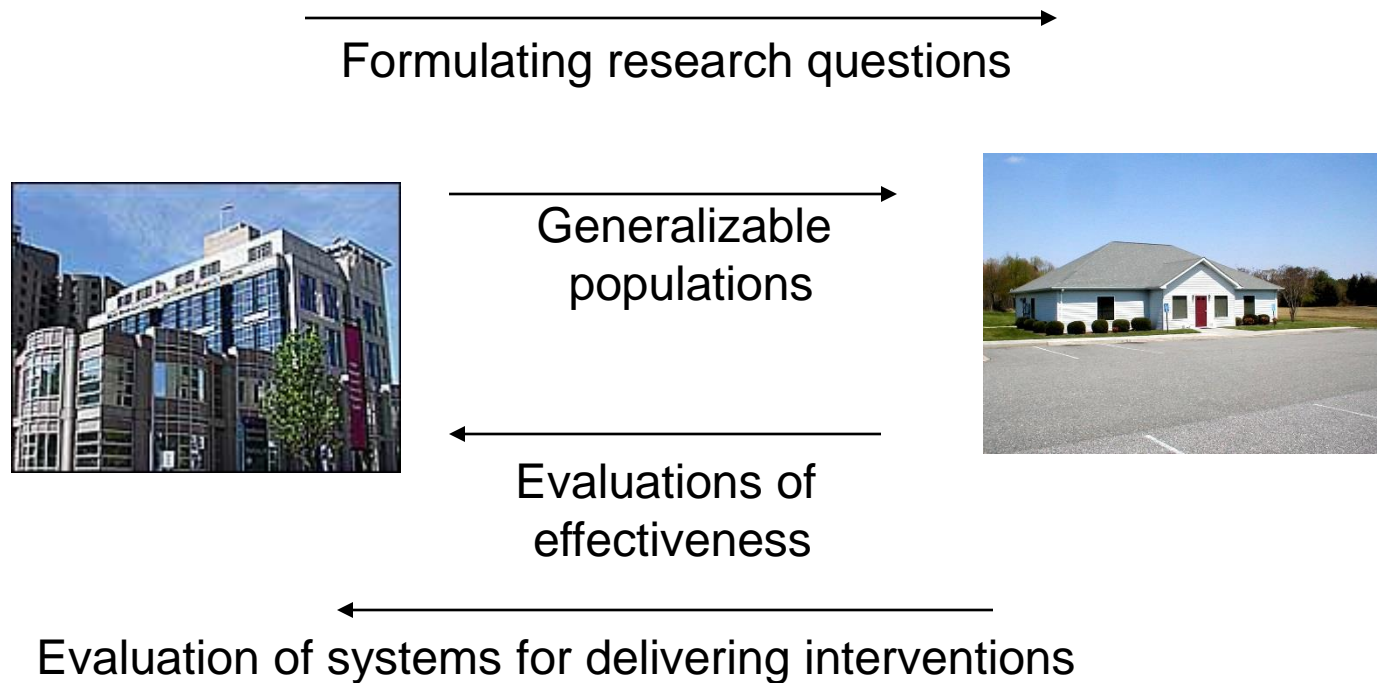 Formulating research questions
Generalizable
populations
Evaluations of
effectiveness
Evaluation of systems for delivering interventions